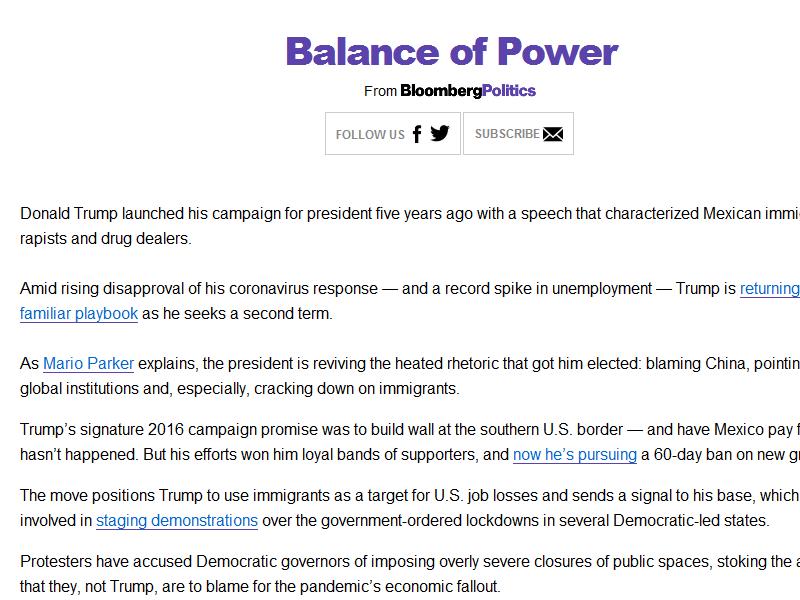 Balance of Power
From BloombergPolitics
FOLLOW US
SUBSCRIBE
Donald Trump launched his campaign for president five years ago with a speech that characterized Mexican
rapists and drug dealers.
Amid rising disapproval of his coronavirus response — and a record spike in unemployment — Trump is returning
familiar playbook as he seeks a second term.
As Mario Parker explains, the president is reviving the heated rhetoric that got him elected: blaming China,
global institutions and, especially, cracking down on immigrants.
Trump’s signature 2016 campaign promise was to build wall at the southern U.S. border — and have Mexico pay
hasn’t happened. But his efforts won him loyal bands of supporters, and now he’s pursuing a 60-day ban on new
The move positions Trump to use immigrants as a target for U.S. job losses and sends a signal to his base, which
involved in staging demonstrations over the government-ordered lockdowns in several Democratic-led states.
Protesters have accused Democratic governors of imposing overly severe closures of public spaces, stoking the
that they, not Trump, are to blame for the pandemic’s economic fallout.